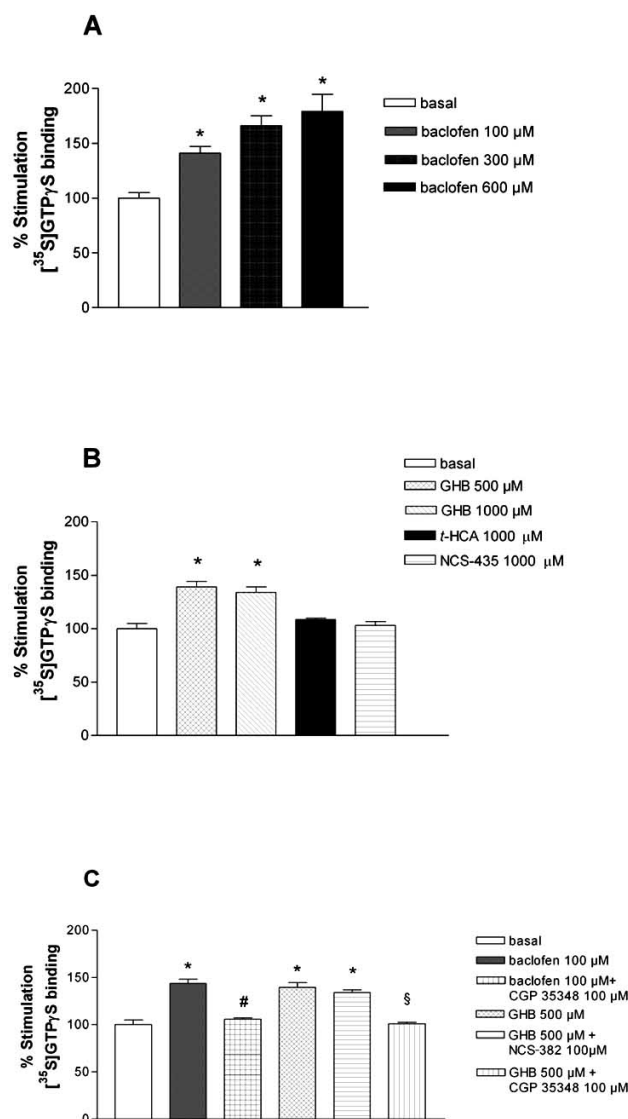 A
200
150
100
50
0
% Stimulation
[³⁵S]GTPγS binding
*
*
*
basal
baclofen 100 µM
baclofen 300 µM
baclofen 600 µM
B
200
150
100
50
0
% Stimulation
[³⁵S]GTPγS binding
*
*
basal
GHB 500 µM
GHB 1000 µM
t-HCA 1000 µM
NCS-435 1000 µM
C
200
150
100
50
0
% Stimulation
[³⁵S]GTPγS binding
*
#
*
*
§
basal
baclofen 100 µM
baclofen 100 µM+
CGP 35348 100 µM
GHB 500 µM
GHB 500 µM +
NCS-382 100µM
GHB 500 µM +
CGP 35348 100 µM